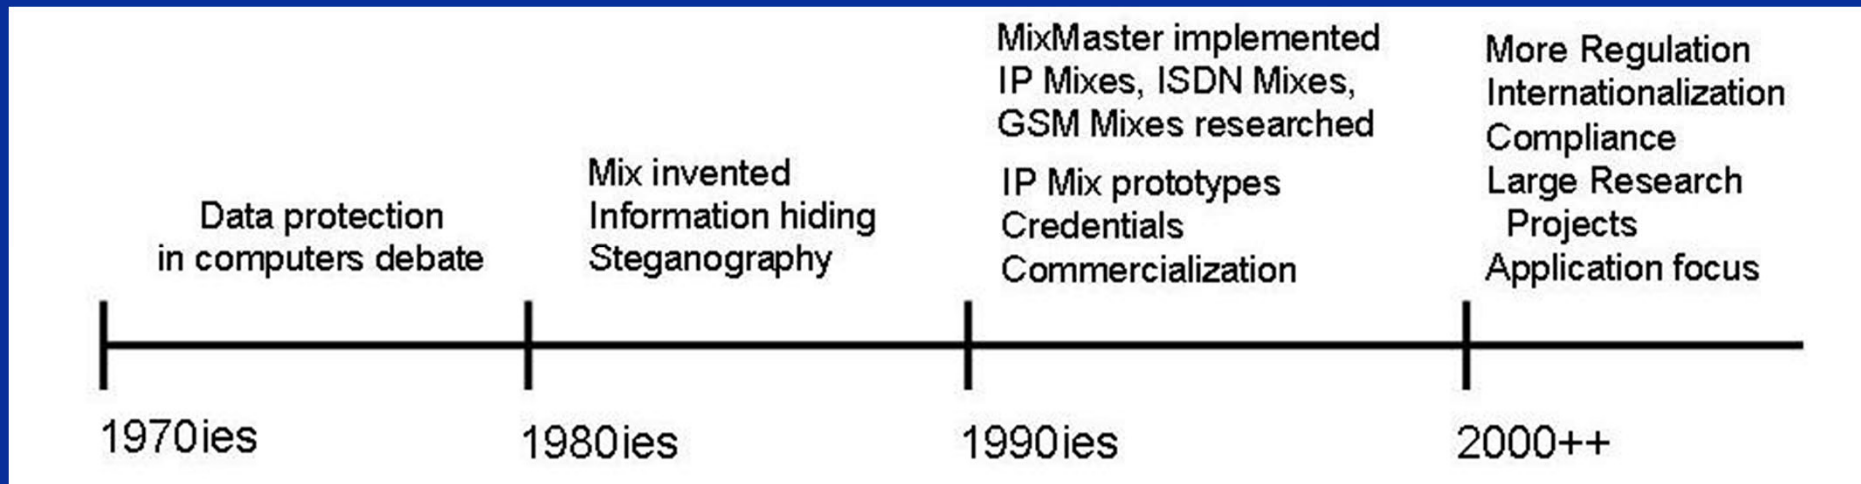 Data protection
in computers debate
Mix invented
Information hiding
Steganography
MixMaster implemented
IP Mixes, ISDN Mixes,
GSM Mixes researched
IP Mix prototypes
Credentials
Commercialization
More Regulation
Internationalization
Compliance
Large Research
Projects
Application focus
1970ies
1980ies
1990ies
2000++